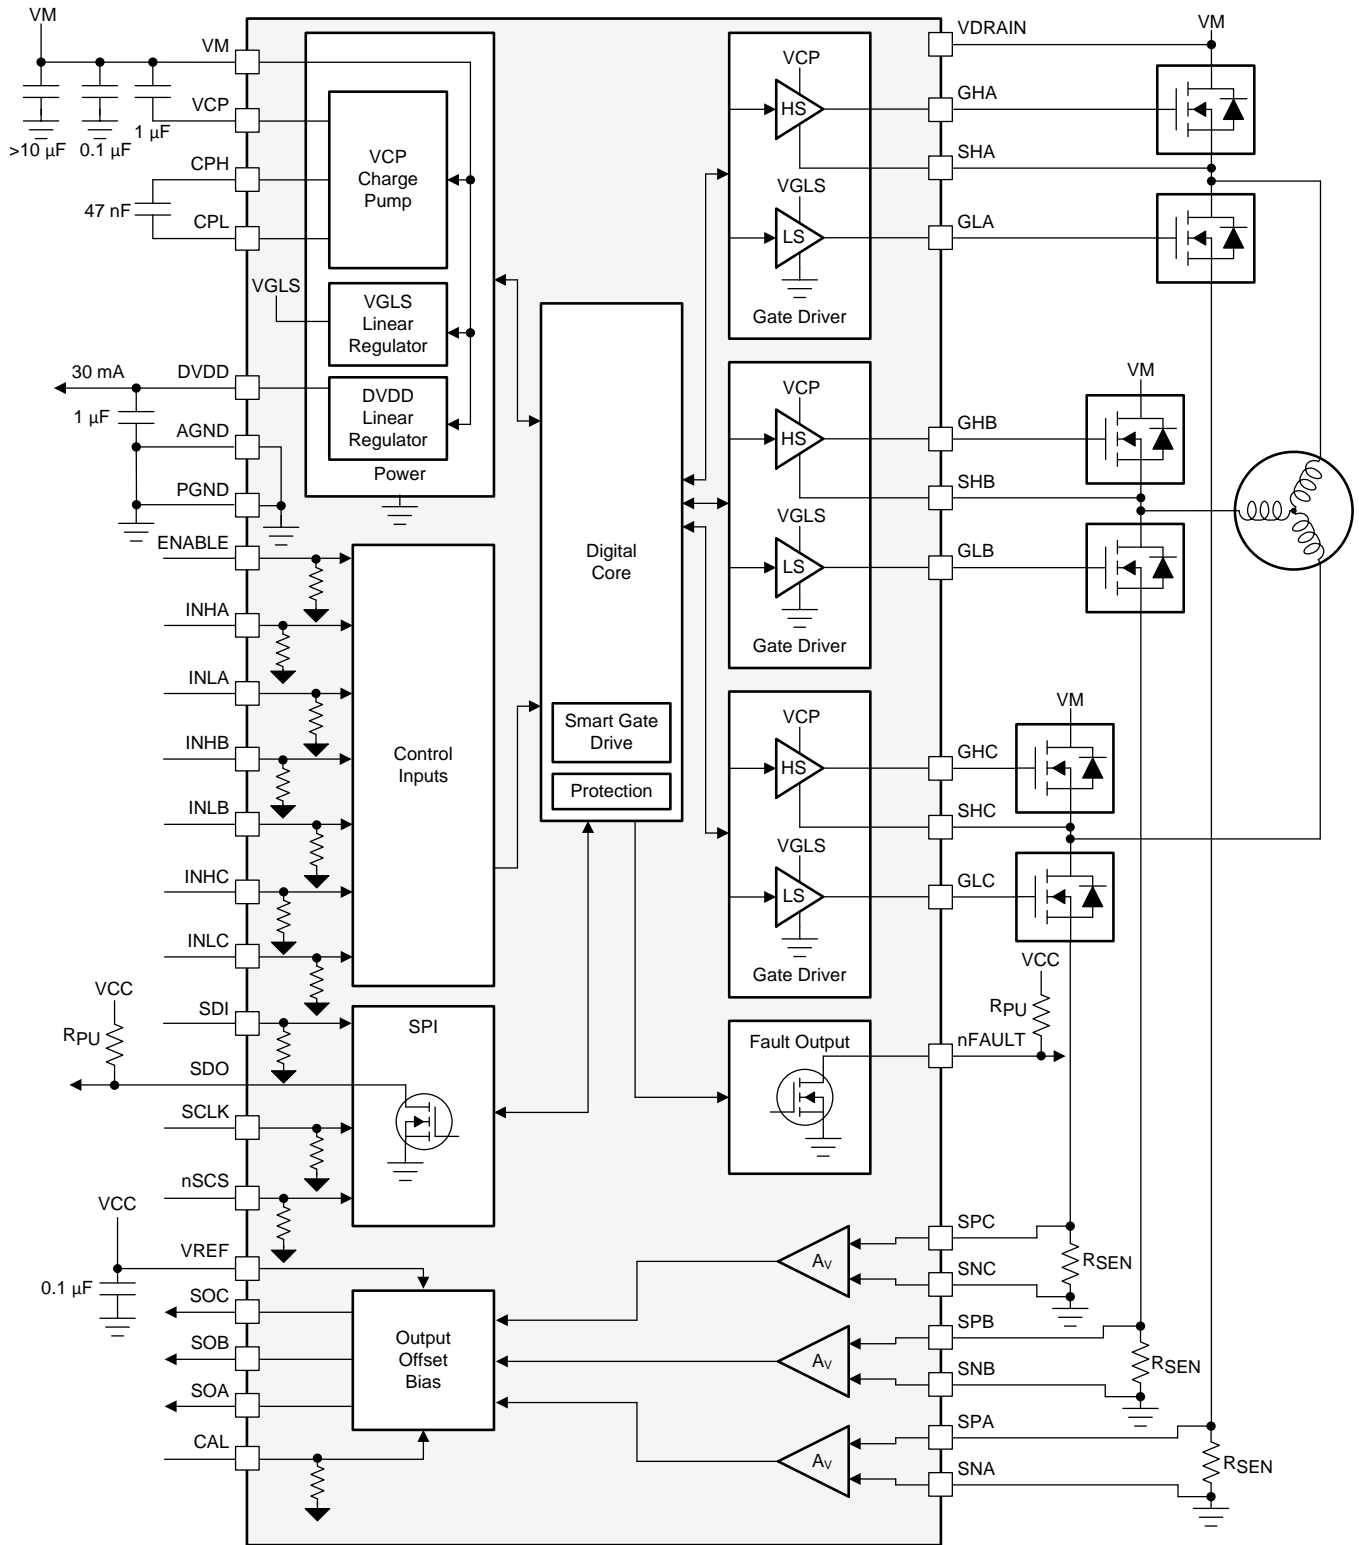 VM
VM
VCP
>10 µF
0.1 µF
1 µF
CPH
47 nF
CPL
VGLS
30 mA
DVDD
1 µF
AGND
PGND
ENABLE
INHA
INLA
INHB
INLB
INHC
INLC
VCC
RPU
SDI
SDO
SCLK
nSCS
VCC
VREF
0.1 µF
SOC
SOB
SOA
CAL
VCP
Charge
Pump
VGLS
Linear
Regulator
DVDD
Linear
Regulator
Power
Control
Inputs
SPI
Output
Offset
Bias
Digital
Core
Smart Gate
Drive
Protection
VCP
HS
VGLS
LS
Gate Driver
VCP
HS
VGLS
LS
Gate Driver
VCP
HS
VGLS
LS
Gate Driver
Fault Output
AV
AV
AV
VDRAIN
VM
GHA
SHA
GLA
VM
GHB
SHB
GLB
VM
GHC
SHC
GLC
VCC
RPU
nFAULT
SPC
SNC
RSEN
SPB
SNB
RSEN
SPA
SNA
RSEN